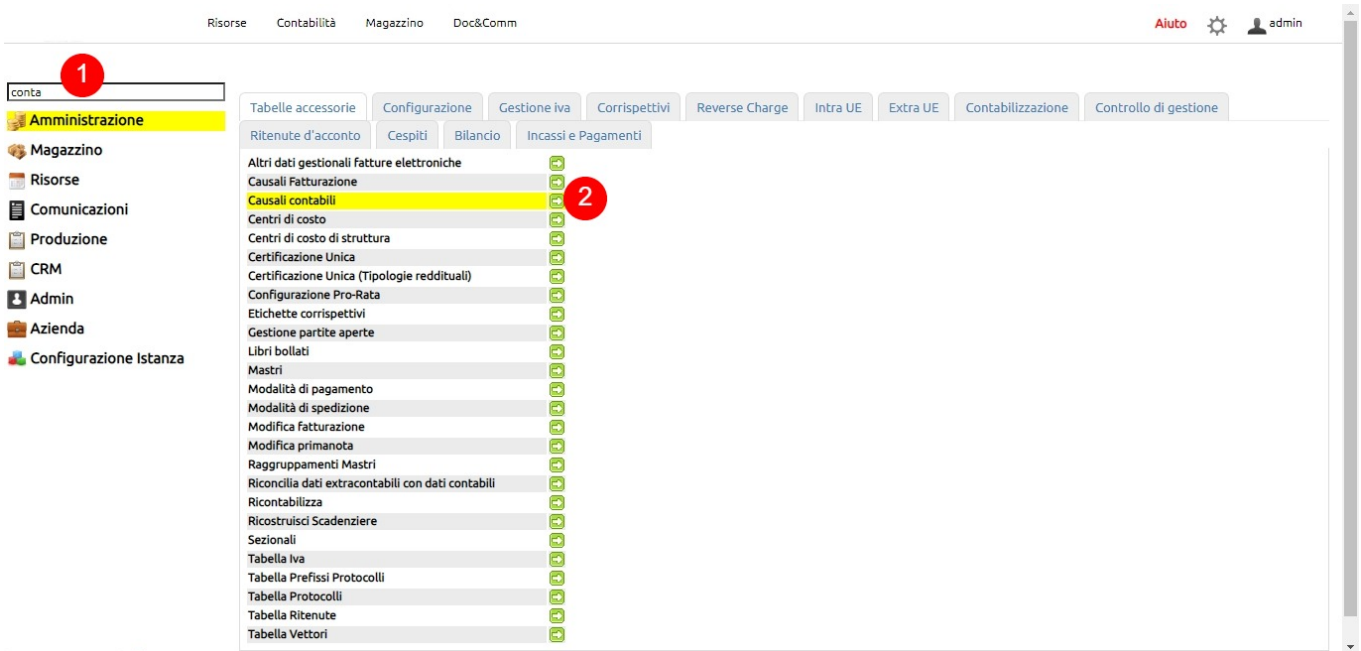 Risorse Contabilità Magazzino Doc&Comm Aiuto admin
1
conta
Amministrazione
Magazzino
Risorse
Comunicazioni
Produzione
CRM
Admin
Azienda
Configurazione Istanza
Tabelle accessorie Configurazione Gestione iva Corrispettivi Reverse Charge Intra UE Extra UE Contabilizzazione Controllo di gestione
Ritenute d'acconto Cespiti Bilancio Incassi e Pagamenti
Altri dati gestionali fatture elettroniche
Causali Fatturazione
Causali contabili 2
Centri di costo
Centri di costo di struttura
Certificazione Unica
Certificazione Unica (Tipologie reddituali)
Configurazione Pro-Rata
Etichette corrispettivi
Gestione partite aperte
Libri bollati
Mastri
Modalità di pagamento
Modalità di spedizione
Modifica fatturazione
Modifica primanota
Raggruppamenti Mastri
Riconcilia dati extracontabili con dati contabili
Ricontabilizza
Ricostruisci Scadenziere
Sezionali
Tabella Iva
Tabella Prefissi Protocolli
Tabella Protocolli
Tabella Ritenute
Tabella Vettori